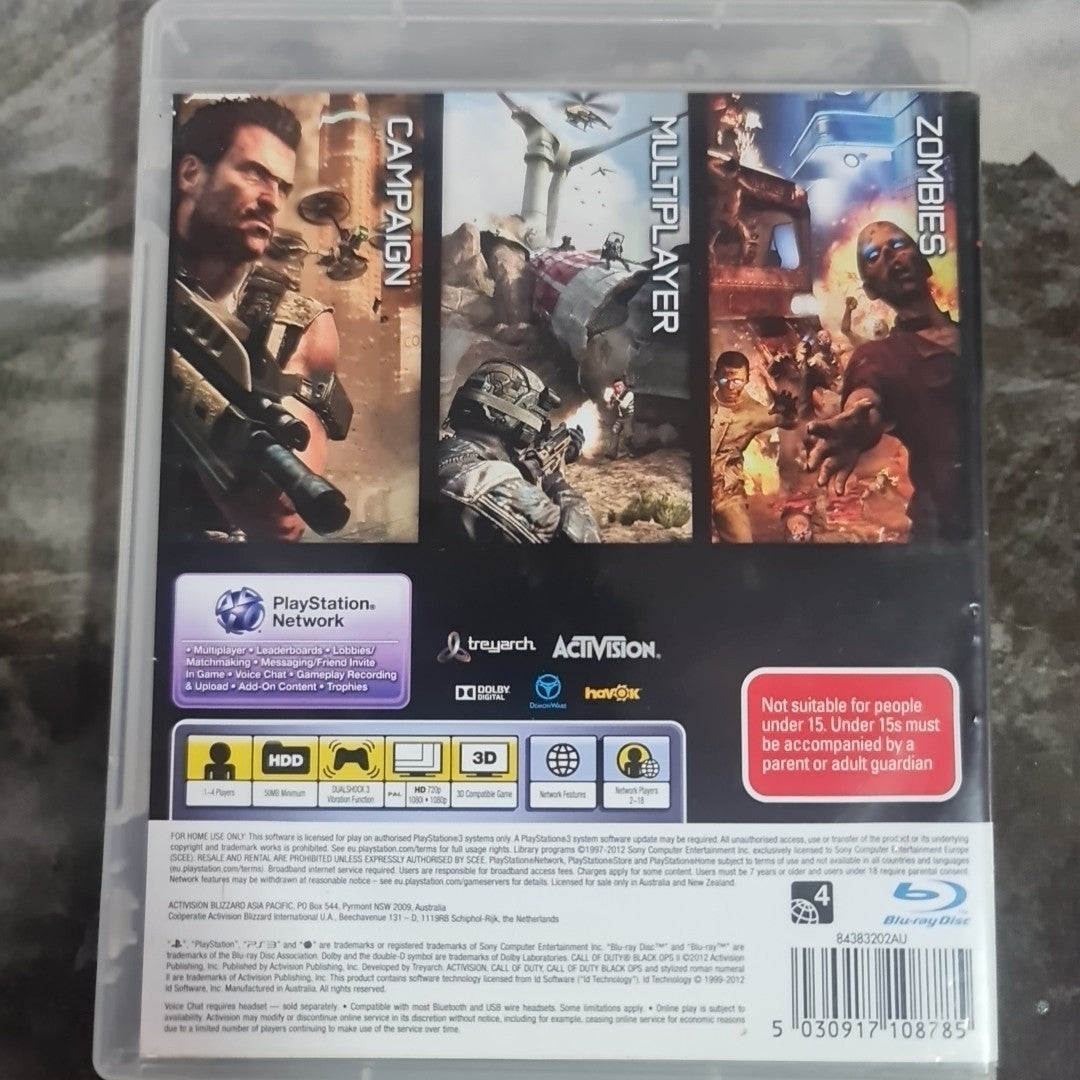 CAMPAIGN
MULTIPLAYER
ZOMBIES
PlayStation®
Network
• Multiplayer • Leaderboards • Lobbies/
Matchmaking • Messaging/Friend Invite
In Game • Voice Chat • Gameplay Recording
& Upload • Add-On Content • Trophies
treyarch ACTIVISION®
DOLBY
DIGITAL
DEMONWARE
havok
Not suitable for people
under 15. Under 15s must
be accompanied by a
parent or adult guardian
HDD
3D
1-4 Players
50MB Minimum
DUALSHOCK 3
Vibration Function
PAL
HD 720p
1080i • 1080p
3D Compatible Game
Network Features
Network Players
2-18
FOR HOME USE ONLY: This software is licensed for play on authorised PlayStation®3 systems only. A PlayStation®3 system software update may be required. All unauthorised access, use or transfer of the product or its underlying
copyright and trademark works is prohibited. See eu.playstation.com/terms for full usage rights. Library programs ©1997-2012 Sony Computer Entertainment Inc. exclusively licensed to Sony Computer Entertainment Europe
(SCEE). RESALE AND RENTAL ARE PROHIBITED UNLESS EXPRESSLY AUTHORISED BY SCEE. PlayStation®Network, PlayStation®Store and PlayStation®Home subject to terms of use and not available in all countries and languages
(eu.playstation.com/terms). Broadband internet service required. Users are responsible for broadband access fees. Charges apply for some content. Users must be 7 years or older and users under 18 require parental consent.
Network features may be withdrawn at reasonable notice – see eu.playstation.com/gameservers for details. Licensed for sale only in Australia and New Zealand.
ACTIVISION BLIZZARD ASIA PACIFIC, PO Box 544, Pyrmont NSW 2009, Australia
Coöperatie Activision Blizzard International U.A., Beechavenue 131 – D, 1119RB Schiphol-Rijk, the Netherlands
4
Blu-ray Disc™
84383202AU
" ", "PlayStation", "PS3" and " " are trademarks or registered trademarks of Sony Computer Entertainment Inc. "Blu-ray Disc™" and "Blu-ray™" are
trademarks of the Blu-ray Disc Association. Dolby and the double-D symbol are trademarks of Dolby Laboratories. CALL OF DUTY® BLACK OPS II ©2012 Activision
Publishing, Inc. Published by Activision Publishing, Inc. Developed by Treyarch. ACTIVISION, CALL OF DUTY, CALL OF DUTY BLACK OPS and stylized roman numeral
II are trademarks of Activision Publishing, Inc. This product contains software technology licensed from Id Software ("Id Technology"). Id Technology © 1999-2012
Id Software, Inc. Manufactured in Australia. All rights reserved.
Voice Chat requires headset — sold separately. • Compatible with most Bluetooth and USB wire headsets. Some limitations apply. • Online play is subject to
availability. Activision may modify or discontinue online service in its discretion without notice, including for example, ceasing online service for economic reasons
due to a limited number of players continuing to make use of the service over time.
5 030917 108785